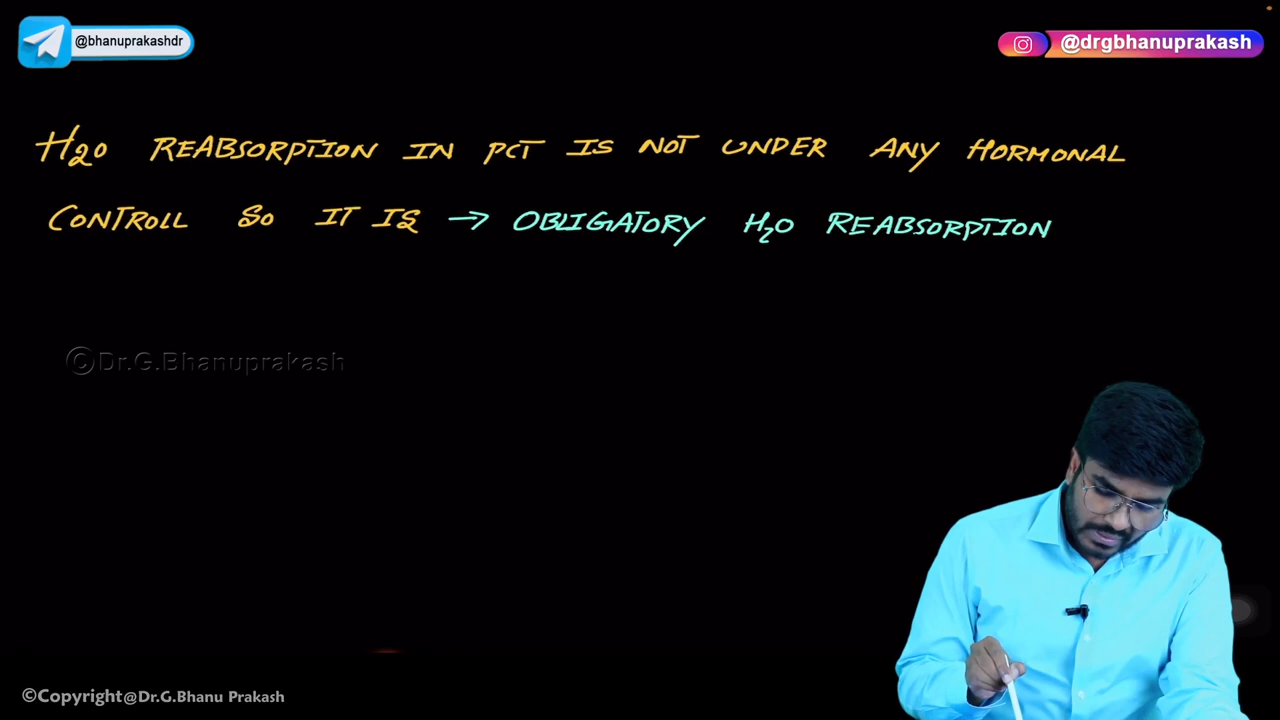 @bhanuprakashdr
@drgbhanuprakash
H2O REABSORPTION IN PCT IS NOT UNDER ANY HORMONAL
CONTROLL SO IT IS → OBLIGATORY H2O REABSORPTION
©Dr.G.Bhanuprakash
©Copyright@Dr.G.Bhanu Prakash